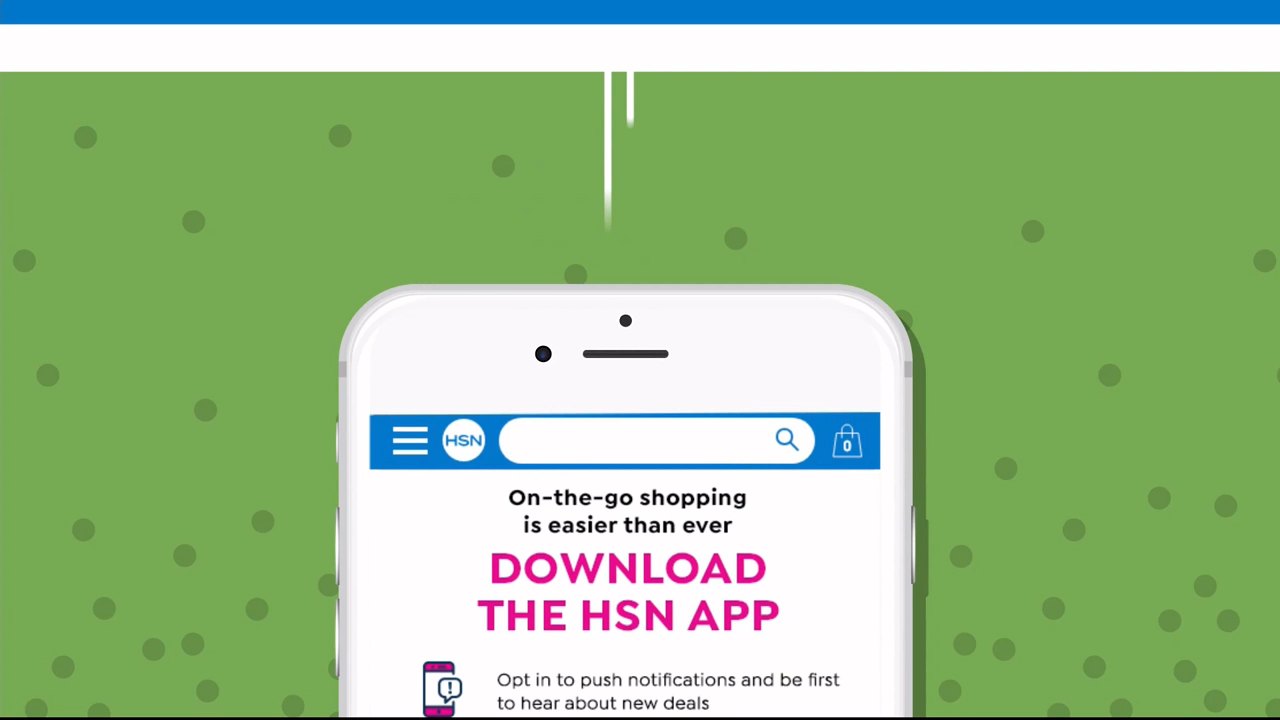 HSN
0
On-the-go shopping
is easier than ever
DOWNLOAD
THE HSN APP
Opt in to push notifications and be first
to hear about new deals